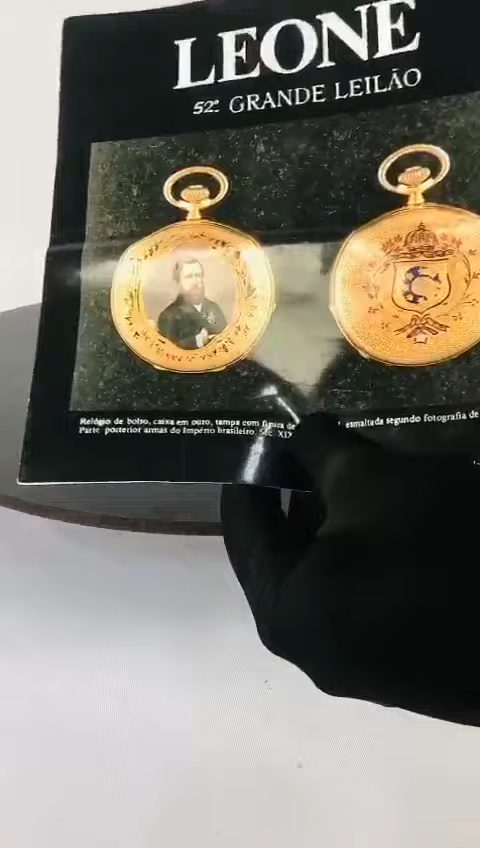 LEONE
52º GRANDE LEILÃO
Relógio de bolso, caixa em ouro, tampa com figura de esmaltada segundo fotografia de
Parte posterior armas do Império brasileiro. Séc. XIX